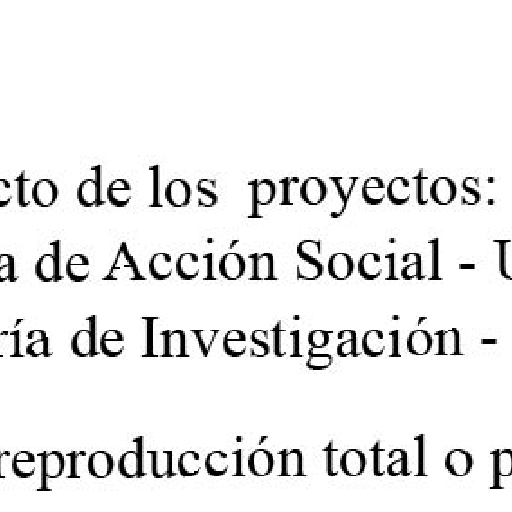 cto de los proyectos:
a de Acción Social - U
ría de Investigación -
reproducción total o p